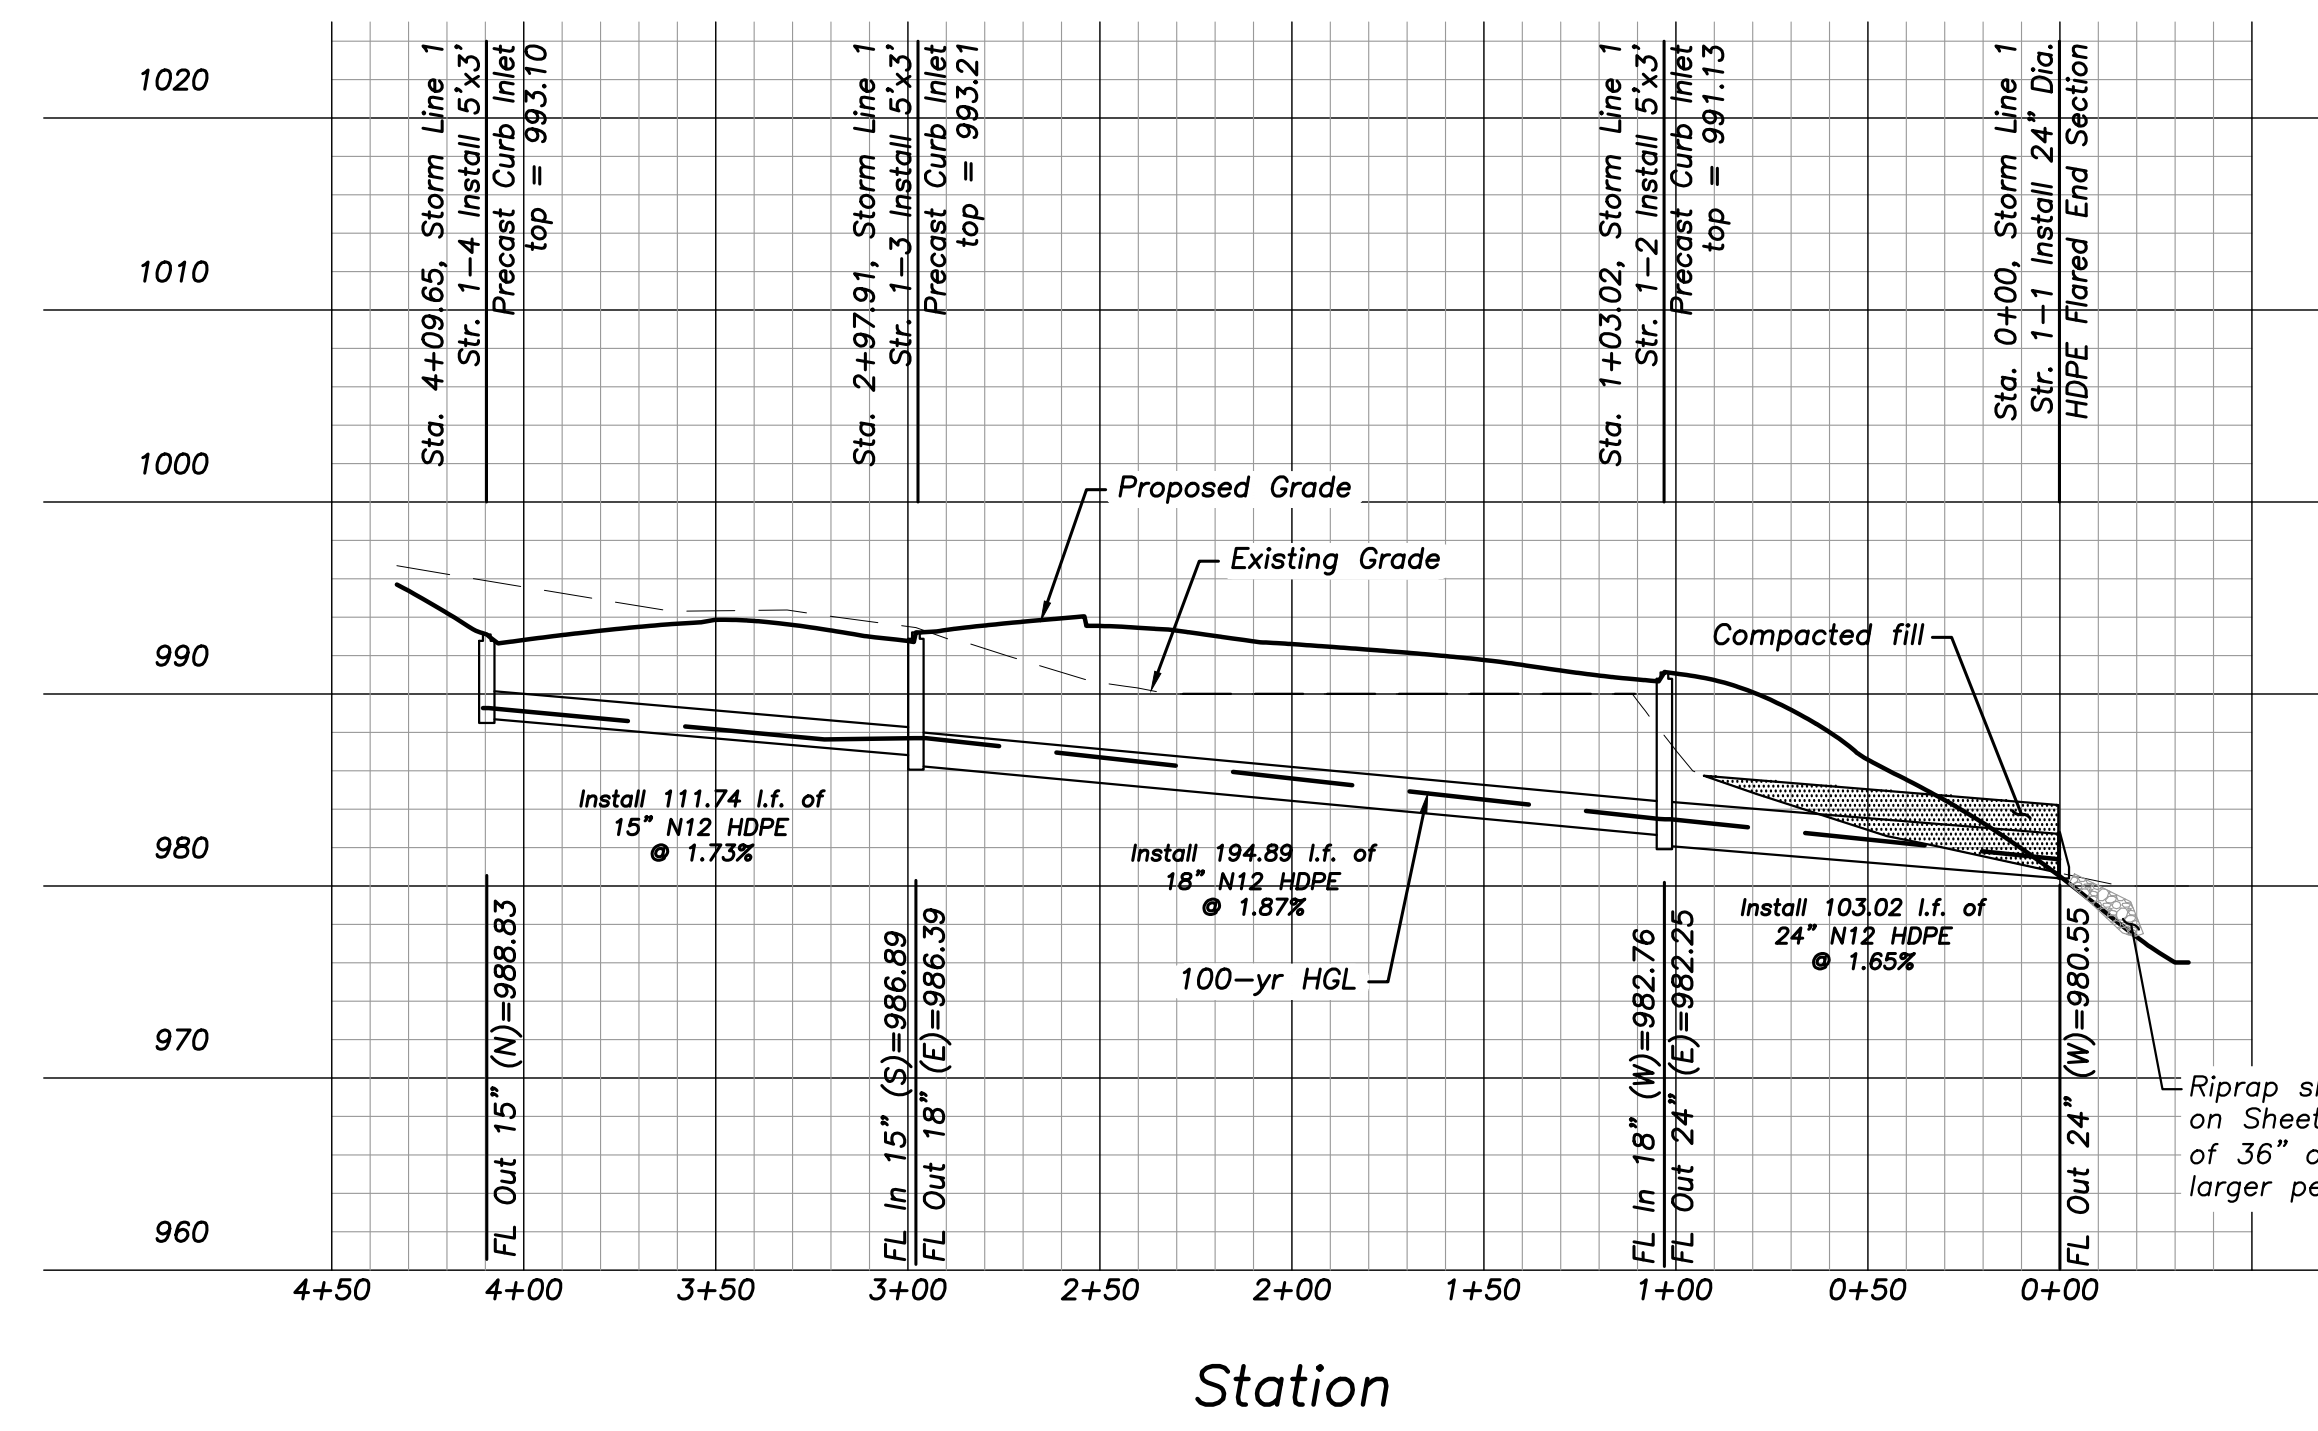 1020
1010
1000
990
980
970
960
Sta. 4+09.65, Storm Line 1
Str. 1-4 Install 5'x3'
Precast Curb Inlet
top = 993.10
Sta. 2+97.91, Storm Line 1
Str. 1-3 Install 5'x3'
Precast Curb Inlet
top = 993.21
Sta. 1+03.02, Storm Line 1
Str. 1-2 Install 5'x3'
Precast Curb Inlet
top = 991.13
Sta. 0+00, Storm Line 1
Str. 1-1 Install 24" Dia.
HDPE Flared End Section
Proposed Grade
Existing Grade
Compacted fill
Install 111.74 l.f. of
15" N12 HDPE
@ 1.73%
Install 194.89 l.f. of
18" N12 HDPE
@ 1.87%
Install 103.02 l.f. of
24" N12 HDPE
@ 1.65%
100-yr HGL
FL Out 15" (N)=988.83
FL In 15" (S)=986.89
FL Out 18" (E)=986.39
FL In 18" (W)=982.76
FL Out 24" (E)=982.25
FL Out 24" (W)=980.55
Riprap
on Sheet
of 36"
larger
4+50 4+00 3+50 3+00 2+50 2+00 1+50 1+00 0+50 0+00
Station